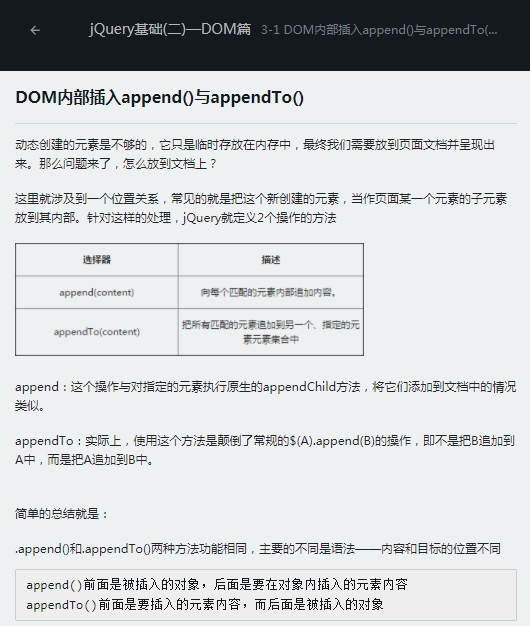 jQuery基础(二)—DOM篇 3-1 DOM内部插入append()与appendTo(...
DOM内部插入append()与appendTo()
动态创建的元素是不够的，它只是临时存放在内存中，最终我们需要放到页面文档并呈现出
来。那么问题来了，怎么放到文档上？
这里就涉及到一个位置关系，常见的就是把这个新创建的元素，当作页面某一个元素的子元素
放到其内部。针对这样的处理，jQuery就定义2个操作的方法
选择器 描述
append(content) 向每个匹配的元素内部追加内容。
appendTo(content) 把所有匹配的元素追加到另一个、指定的元
素元素集合中
append：这个操作与对指定的元素执行原生的appendChild方法，将它们添加到文档中的情况
类似。
appendTo：实际上，使用这个方法是颠倒了常规的$(A).append(B)的操作，即不是把B追加到
A中，而是把A追加到B中。
简单的总结就是：
.append()和.appendTo()两种方法功能相同，主要的不同是语法——内容和目标的位置不同
append()前面是被插入的对象，后面是要在对象内插入的元素内容
appendTo()前面是要插入的元素内容，而后面是被插入的对象